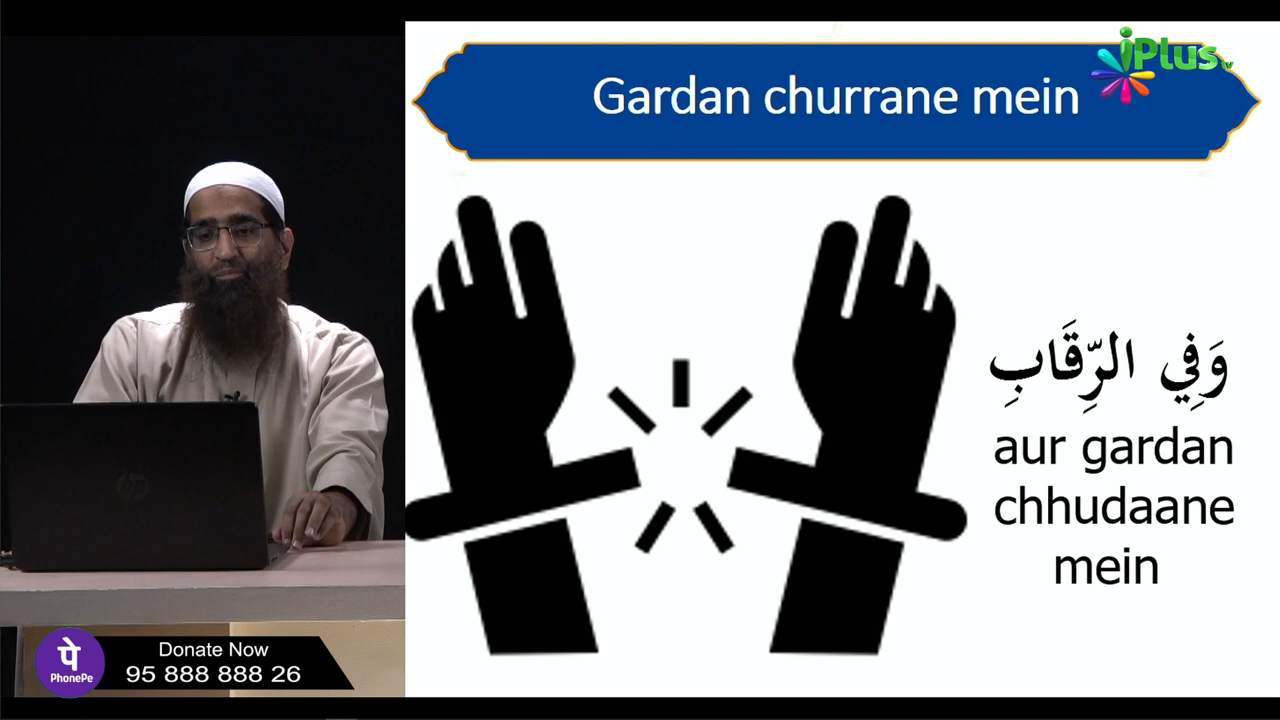 Gardan churrane mein
iPlus tv
وَفِي الرِّقَابِ
aur gardan
chhudaane
mein
hp
Donate Now
95 888 888 26
पे
PhonePe